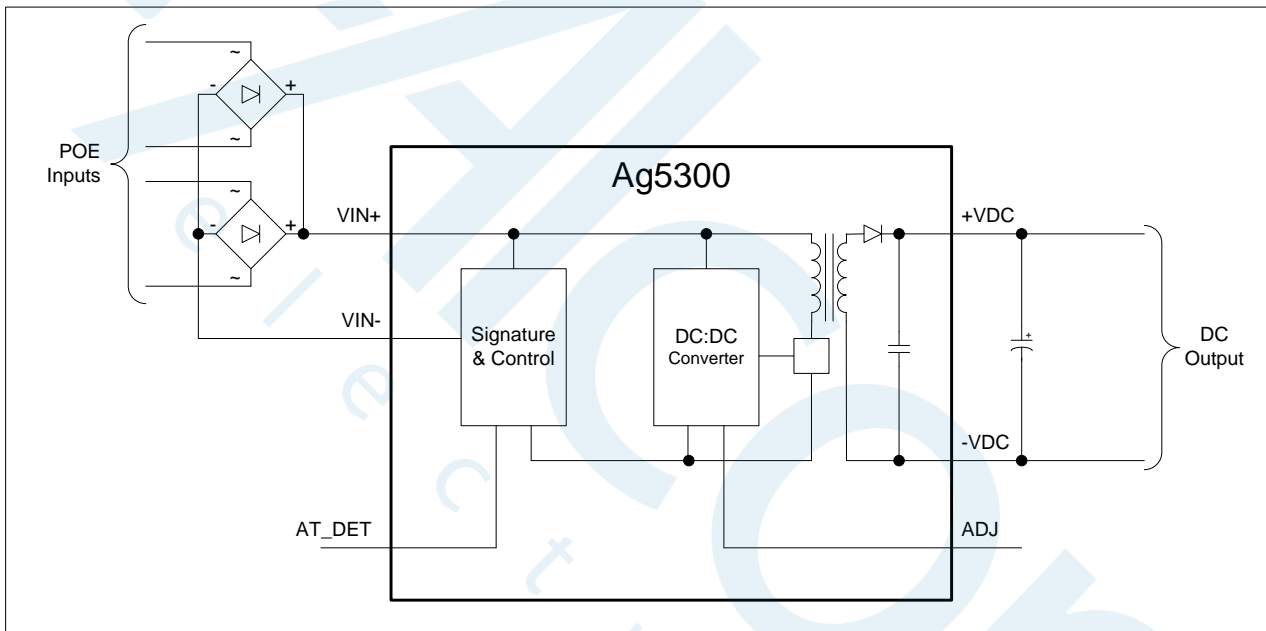 Ag5300
POE
Inputs
~
-
+
~
~
-
+
~
VIN+
VIN-
Signature
& Control
DC:DC
Converter
+VDC
+
DC
Output
-VDC
AT_DET
ADJ